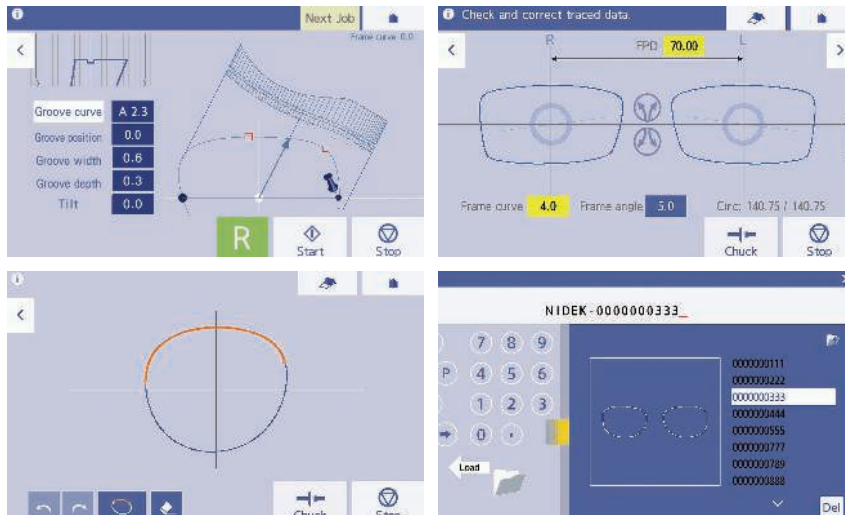 Next Job
Frame curve 0.0
Groove curve A 2.3
Groove position 0.0
Groove width 0.6
Groove depth 0.3
Tilt 0.0
R
Start
Stop
Check and correct traced data.
R
FPD 70.00
L
Frame curve 4.0 Frame angle 5.0 Circ: 140.75 / 140.75
Chuck
Stop
Chuck
Stop
NIDEK-0000000333_
7 8 9
P 4 5 6
1 2 3
0 .
Load
0000000111
0000000222
0000000333
0000000444
0000000555
0000000777
0000000789
0000000888
Del